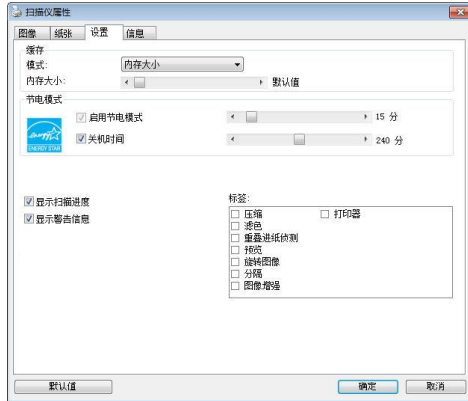 扫描仪属性
图像 纸张 设置 信息
缓存
模式: 内存大小
内存大小: 默认值
节电模式
启用节电模式 15 分
关机时间 240 分
ENERGY STAR
显示扫描进度
显示警告信息
标签:
压缩 打印器
滤色
重叠进纸侦测
预览
旋转图像
分隔
图像增强
默认值 确定 取消